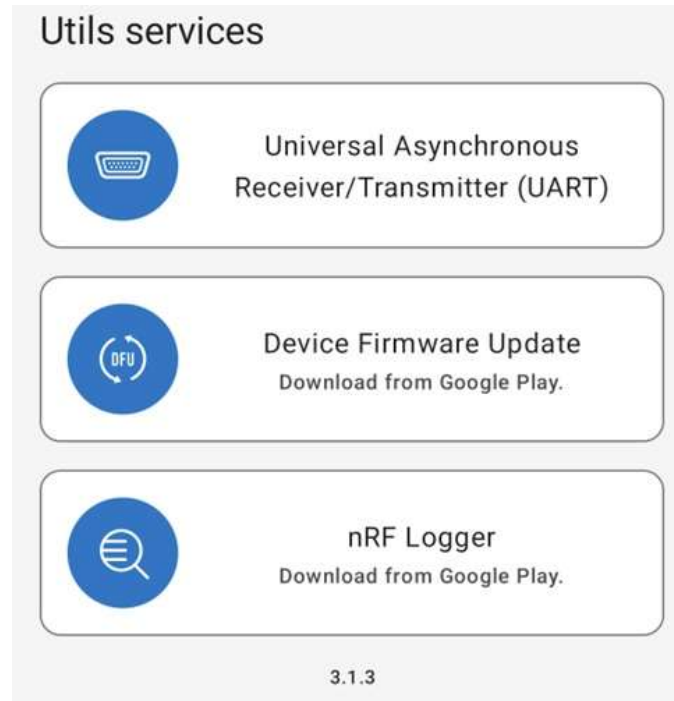 Utils services
Universal Asynchronous
Receiver/Transmitter (UART)
DFU
Device Firmware Update
Download from Google Play.
nRF Logger
Download from Google Play.
3.1.3